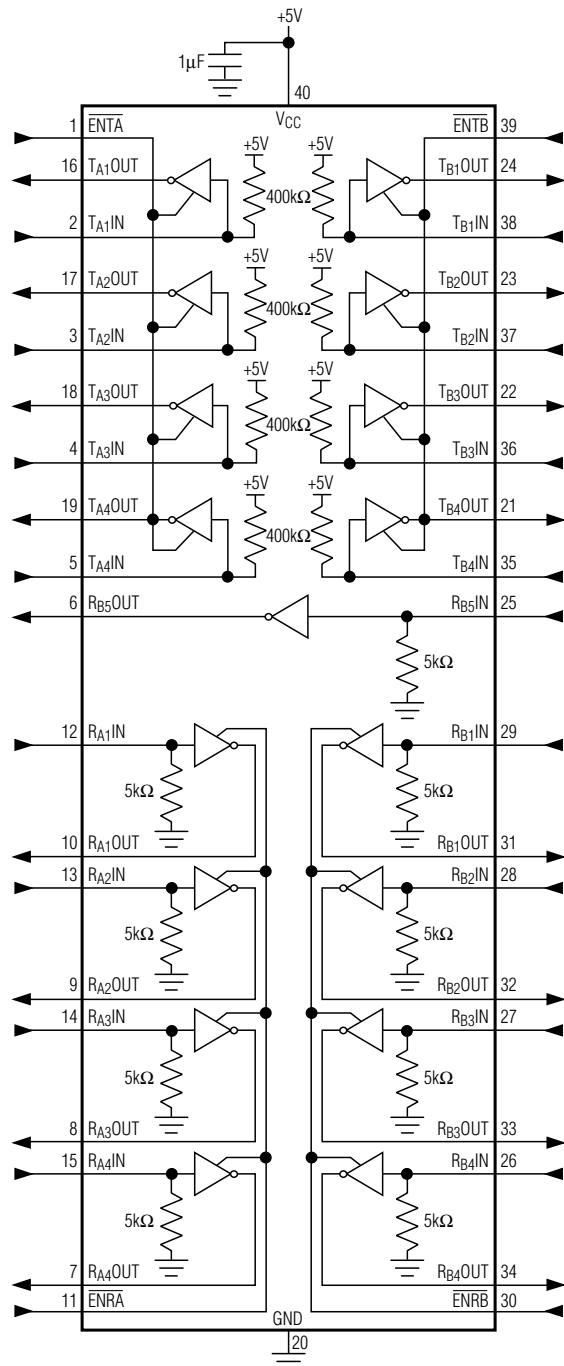 +5V
1μF
40
VCC
1 ENTA
ENTB 39
+5V +5V
16 TA1OUT
TB1OUT 24
400kΩ
2 TA1IN
TB1IN 38
+5V +5V
17 TA2OUT
TB2OUT 23
400kΩ
3 TA2IN
TB2IN 37
+5V +5V
18 TA3OUT
TB3OUT 22
400kΩ
4 TA3IN
TB3IN 36
+5V +5V
19 TA4OUT
TB4OUT 21
400kΩ
5 TA4IN
TB4IN 35
6 RB5OUT
RB5IN 25
5kΩ
12 RA1IN
RB1IN 29
5kΩ 5kΩ
10 RA1OUT
RB1OUT 31
13 RA2IN
RB2IN 28
5kΩ 5kΩ
9 RA2OUT
RB2OUT 32
14 RA3IN
RB3IN 27
5kΩ 5kΩ
8 RA3OUT
RB3OUT 33
15 RA4IN
RB4IN 26
5kΩ 5kΩ
7 RA4OUT
RB4OUT 34
11 ENRA
ENRB 30
GND
20